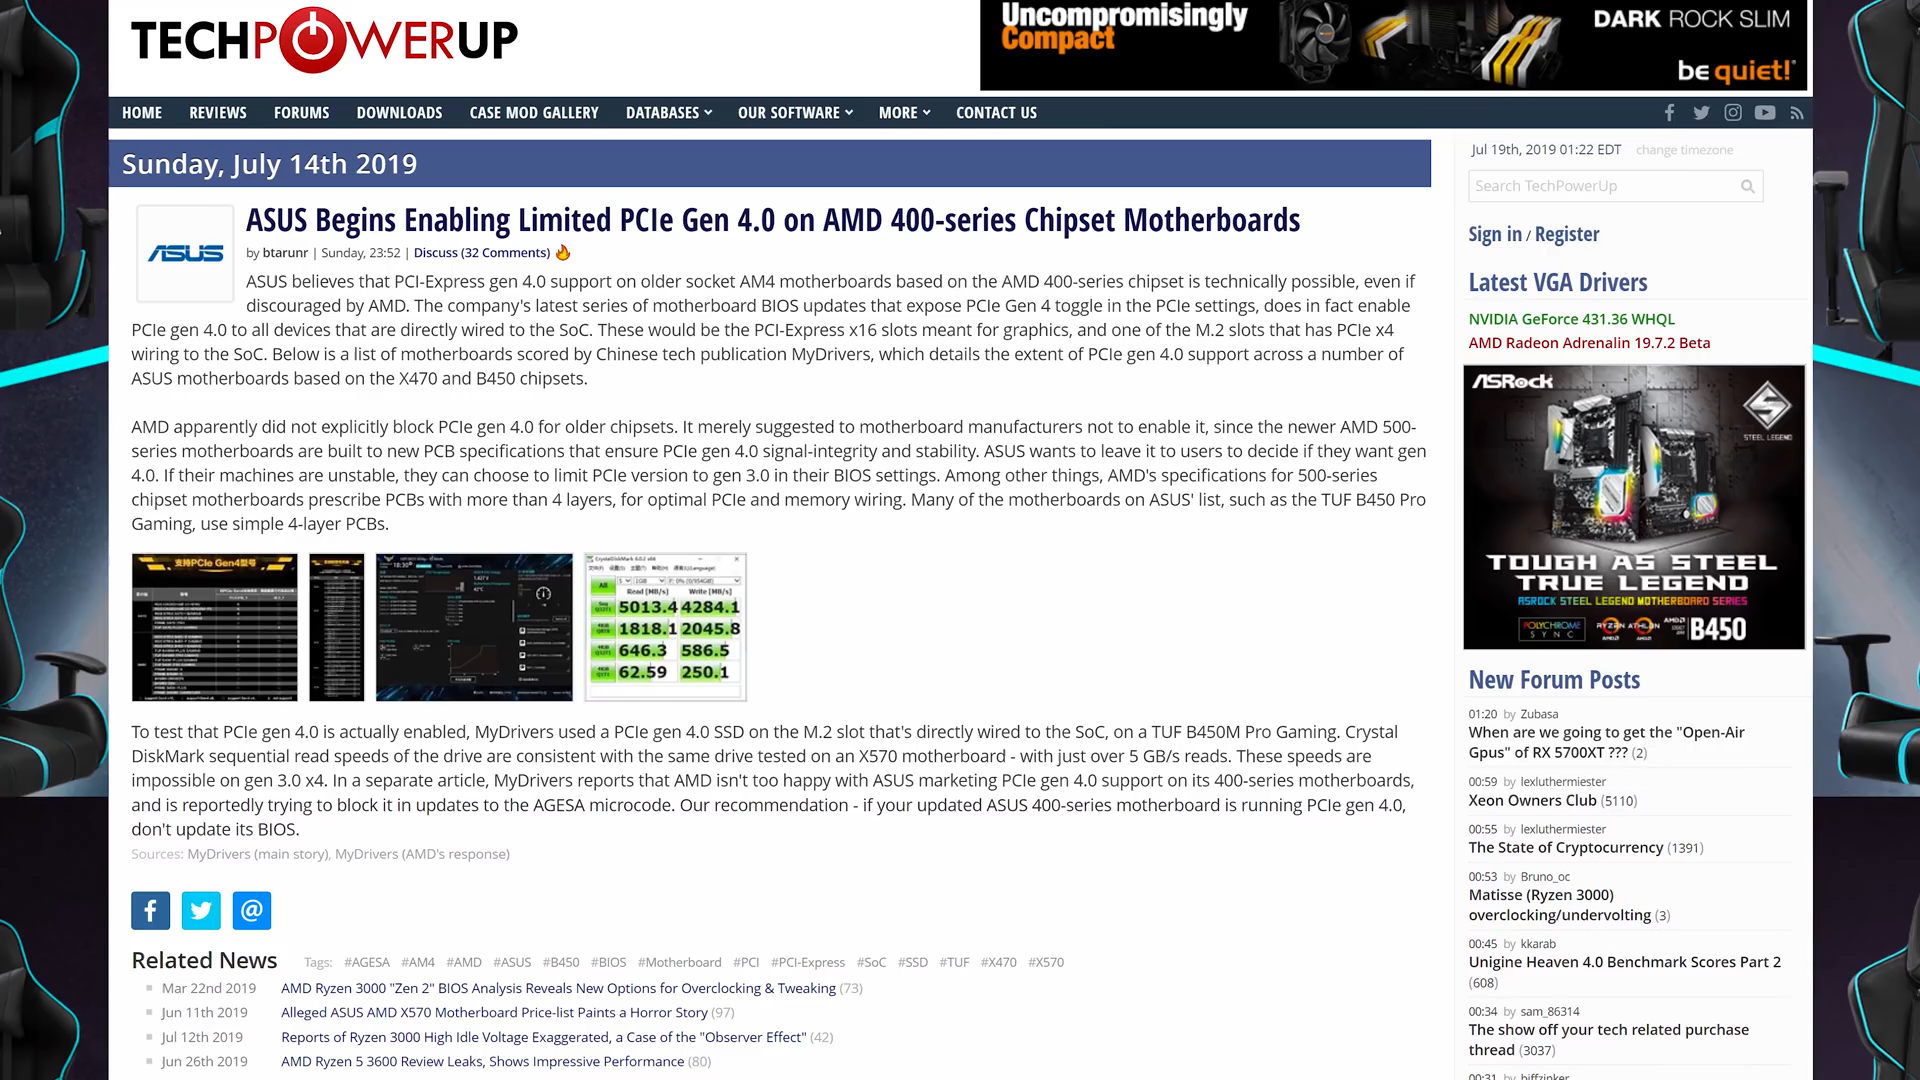 TECHPOWERUP
Uncompromisingly
Compact
DARK ROCK SLIM
be quiet!
HOME REVIEWS FORUMS DOWNLOADS CASE MOD GALLERY DATABASES OUR SOFTWARE MORE CONTACT US
Sunday, July 14th 2019
ASUS
ASUS Begins Enabling Limited PCIe Gen 4.0 on AMD 400-series Chipset Motherboards
by btarunr | Sunday, 23:52 | Discuss (32 Comments)
ASUS believes that PCI-Express gen 4.0 support on older socket AM4 motherboards based on the AMD 400-series chipset is technically possible, even if
discouraged by AMD. The company's latest series of motherboard BIOS updates that expose PCIe Gen 4 toggle in the PCIe settings, does in fact enable
PCIe gen 4.0 to all devices that are directly wired to the SoC. These would be the PCI-Express x16 slots meant for graphics, and one of the M.2 slots that has PCIe x4
wiring to the SoC. Below is a list of motherboards scored by Chinese tech publication MyDrivers, which details the extent of PCIe gen 4.0 support across a number of
ASUS motherboards based on the X470 and B450 chipsets.
AMD apparently did not explicitly block PCIe gen 4.0 for older chipsets. It merely suggested to motherboard manufacturers not to enable it, since the newer AMD 500-
series motherboards are built to new PCB specifications that ensure PCIe gen 4.0 signal-integrity and stability. ASUS wants to leave it to users to decide if they want gen
4.0. If their machines are unstable, they can choose to limit PCIe version to gen 3.0 in their BIOS settings. Among other things, AMD's specifications for 500-series
chipset motherboards prescribe PCBs with more than 4 layers, for optimal PCIe and memory wiring. Many of the motherboards on ASUS' list, such as the TUF B450 Pro
Gaming, use simple 4-layer PCBs.
支持PCIe Gen4型号
18:30
All
Read [MB/s] Write [MB/s]
5013.4 4284.1
1818.1 2045.8
646.3 586.5
62.59 250.1
To test that PCIe gen 4.0 is actually enabled, MyDrivers used a PCIe gen 4.0 SSD on the M.2 slot that's directly wired to the SoC, on a TUF B450M Pro Gaming. Crystal
DiskMark sequential read speeds of the drive are consistent with the same drive tested on an X570 motherboard - with just over 5 GB/s reads. These speeds are
impossible on gen 3.0 x4. In a separate article, MyDrivers reports that AMD isn't too happy with ASUS marketing PCIe gen 4.0 support on its 400-series motherboards,
and is reportedly trying to block it in updates to the AGESA microcode. Our recommendation - if your updated ASUS 400-series motherboard is running PCIe gen 4.0,
don't update its BIOS.
Sources: MyDrivers (main story), MyDrivers (AMD's response)
Related News Tags: #AGESA #AM4 #AMD #ASUS #B450 #BIOS #Motherboard #PCI #PCI-Express #SoC #SSD #TUF #X470 #X570
Mar 22nd 2019 AMD Ryzen 3000 "Zen 2" BIOS Analysis Reveals New Options for Overclocking & Tweaking (73)
Jun 11th 2019 Alleged ASUS AMD X570 Motherboard Price-list Paints a Horror Story (97)
Jul 12th 2019 Reports of Ryzen 3000 High Idle Voltage Exaggerated, a Case of the "Observer Effect" (42)
Jun 26th 2019 AMD Ryzen 5 3600 Review Leaks, Shows Impressive Performance (80)
Jul 19th, 2019 01:22 EDT change timezone
Search TechPowerUp
Sign in / Register
Latest VGA Drivers
NVIDIA GeForce 431.36 WHQL
AMD Radeon Adrenalin 19.7.2 Beta
ASRock
STEEL LEGEND
TOUGH AS STEEL
TRUE LEGEND
ASROCK STEEL LEGEND MOTHERBOARD SERIES
POLYCHROME SYNC RYZEN ATHLON AMD B450
New Forum Posts
01:20 by Zubasa
When are we going to get the "Open-Air
Gpus" of RX 5700XT ??? (2)
00:59 by lexluthermiester
Xeon Owners Club (5110)
00:55 by lexluthermiester
The State of Cryptocurrency (1391)
00:53 by Bruno_oc
Matisse (Ryzen 3000)
overclocking/undervolting (3)
00:45 by kkarab
Unigine Heaven 4.0 Benchmark Scores Part 2
(608)
00:34 by sam_86314
The show off your tech related purchase
thread (3037)
00:31 by biffzinker